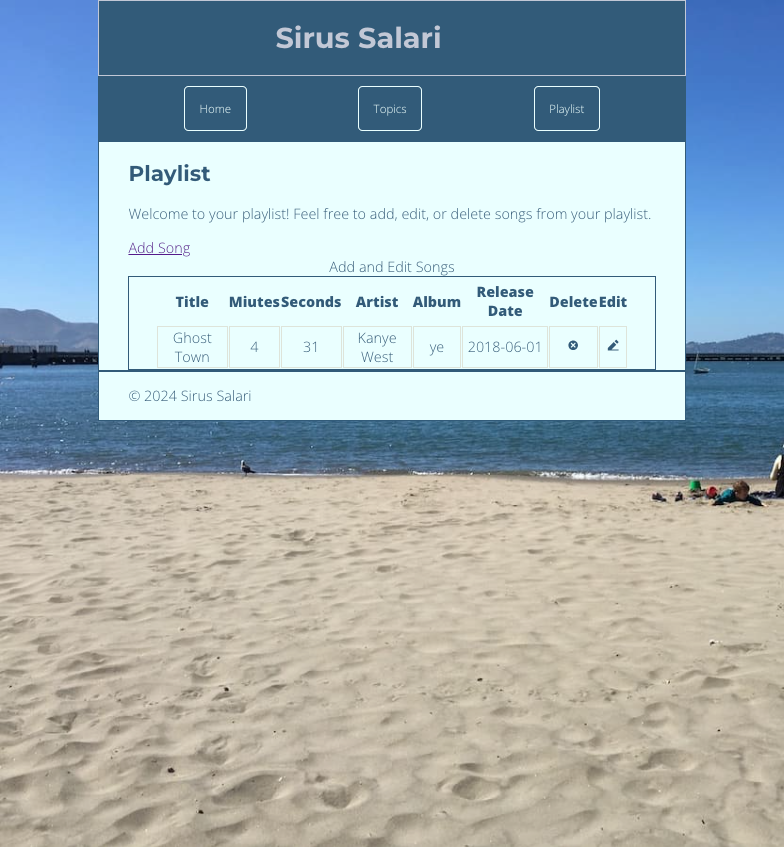 Sirus Salari
Home Topics Playlist
Playlist
Welcome to your playlist! Feel free to add, edit, or delete songs from your playlist.
Add Song
Add and Edit Songs
Title Miutes Seconds Artist Album Release Date Delete Edit
Ghost Town 4 31 Kanye West ye 2018-06-01
© 2024 Sirus Salari